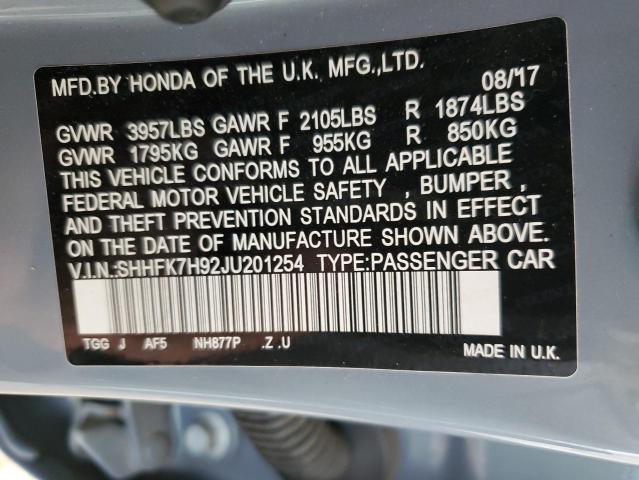 MFD.BY HONDA OF THE U.K. MFG.,LTD. 08/17
GVWR 3957LBS GAWR F 2105LBS R 1874LBS
GVWR 1795KG GAWR F 955KG R 850KG
THIS VEHICLE CONFORMS TO ALL APPLICABLE
FEDERAL MOTOR VEHICLE SAFETY , BUMPER ,
AND THEFT PREVENTION STANDARDS IN EFFECT
ON THE DATE OF MANUFACTURE SHOWN ABOVE.
V.I.N.:SHHFK7H92JU201254 TYPE:PASSENGER CAR
TGG J AF5 NH877P .Z .U
MADE IN U.K.